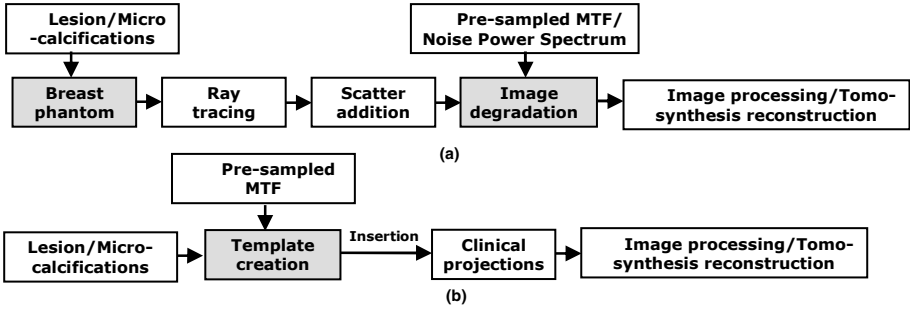 Lesion/Micro
-calcifications
Pre-sampled MTF/
Noise Power Spectrum
Breast
phantom
Ray
tracing
Scatter
addition
Image
degradation
Image processing/Tomo-
synthesis reconstruction
(a)
Pre-sampled
MTF
Lesion/Micro-
calcifications
Template
creation
Insertion
Clinical
projections
Image processing/Tomo-
synthesis reconstruction
(b)